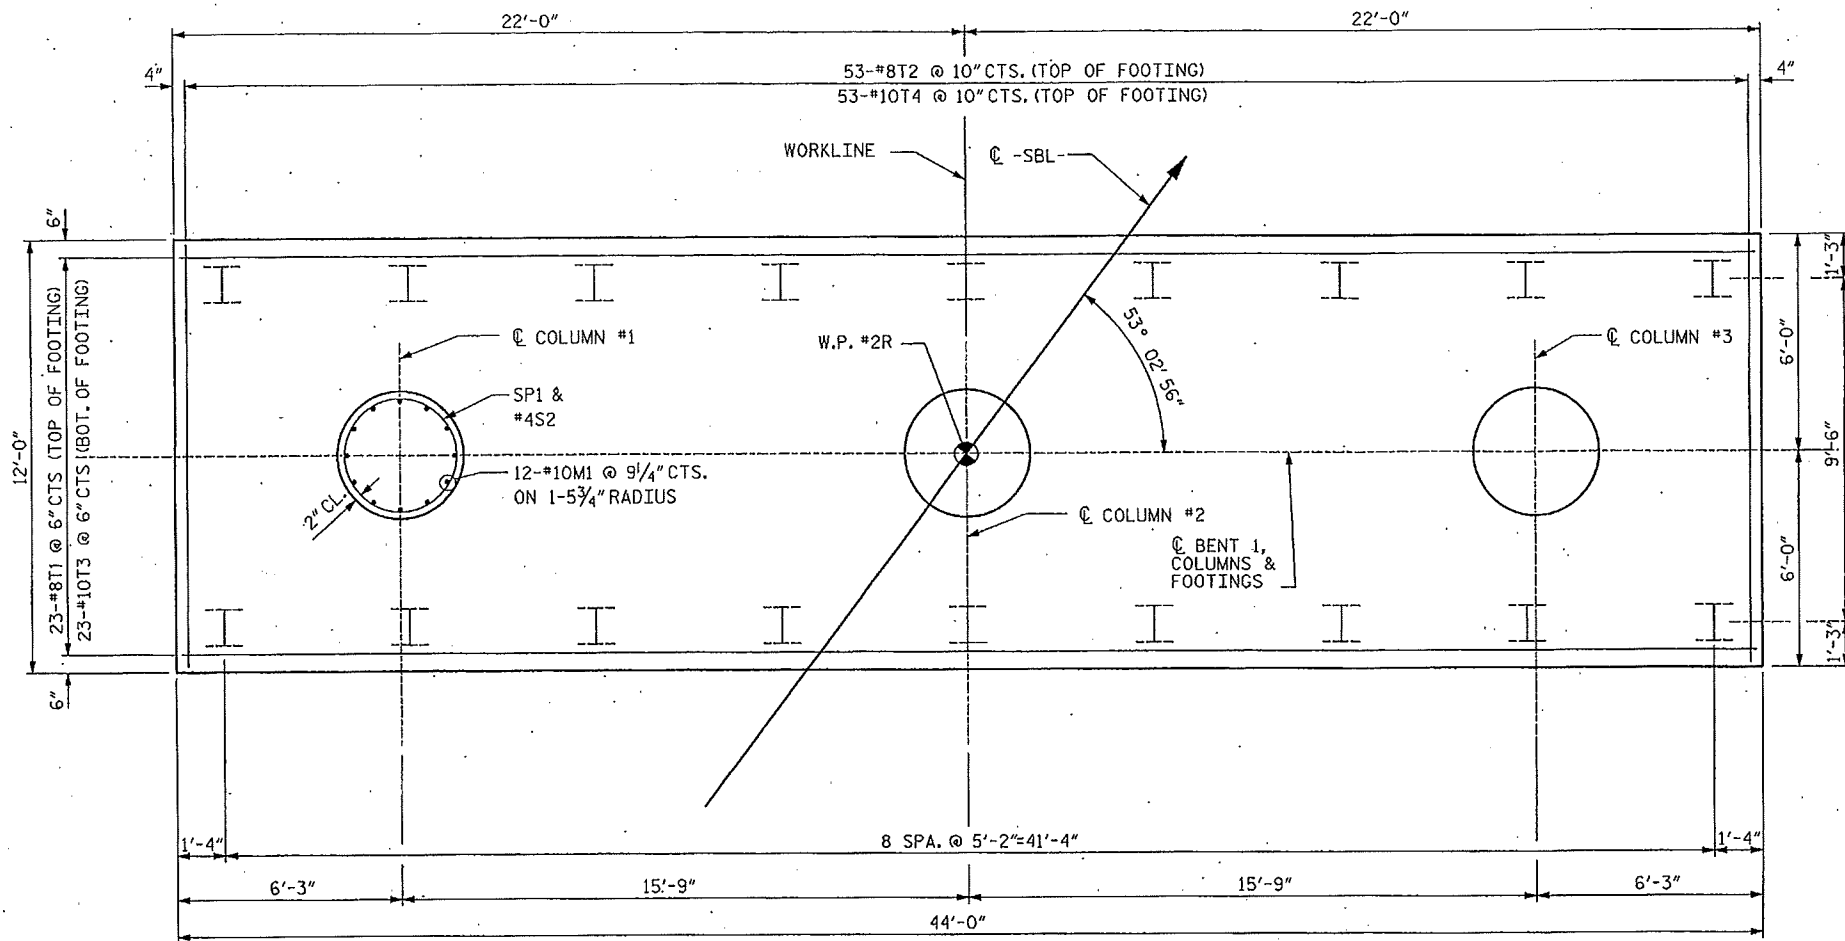 22'-0"
22'-0"
4"
53-#8T2 @ 10" CTS. (TOP OF FOOTING)
4"
53-#10T4 @ 10" CTS. (TOP OF FOOTING)
WORKLINE
℄ -SBL-
6"
1'-3"
53° 02' 56"
℄ COLUMN #1
W.P. #2R
℄ COLUMN #3
6'-0"
SP1 &
#4S2
12'-0"
23-#8T1 @ 6" CTS (TOP OF FOOTING)
23-#10T3 @ 6" CTS (BOT. OF FOOTING)
9'-6"
12-#10M1 @ 9 1/4" CTS.
ON 1-5 3/4" RADIUS
2" CL.
℄ COLUMN #2
℄ BENT 1,
COLUMNS &
FOOTINGS
6'-0"
1'-3"
6"
1'-4"
8 SPA. @ 5'-2"=41'-4"
1'-4"
6'-3"
15'-9"
15'-9"
6'-3"
44'-0"